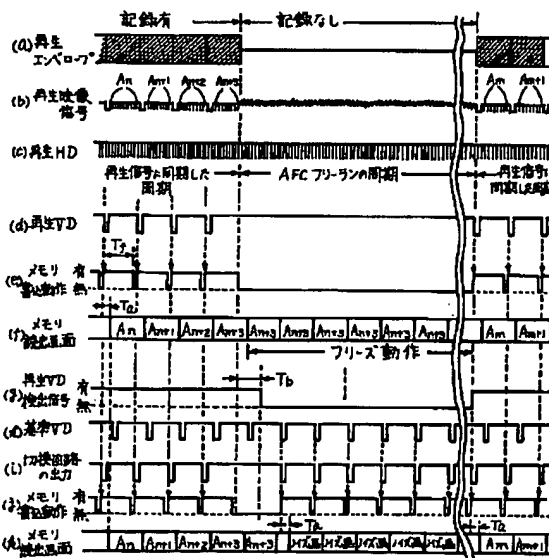 記録有 記録なし
(a) 再生
エンベロープ
An An+1 An+2 An+3 Am Am+1
(b) 再生映像
信号
(c) 再生HD
再生信号に同期した
周期
AFCフリーランの周期
再生信号に
同期した周期
(d) 再生VD
Tf
(e) メモリ 有
書込動作 無
Ta
(f) メモリ
読出画面
An An+1 An+2 An+3 An+3 An+3 An+3 An+3 An+3 An+3 Am Am+1
フリーズ動作
再生VD 有
(g) 検出信号 無
Tb
基準VD
(i) 切換回路
の出力
(j) メモリ 有
書込動作 無
Ta Ta
(k) メモリ
読出画面
An An+1 An+2 An+3 An+3 ノイズ画 ノイズ画 ノイズ画 ノイズ画 Am Am+1